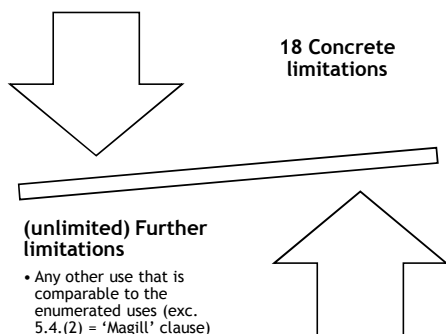 18 Concrete
limitations
(unlimited) Further
limitations
• Any other use that is
comparable to the
enumerated uses (exc.
5.4.(2) = ‘Magill’ clause)